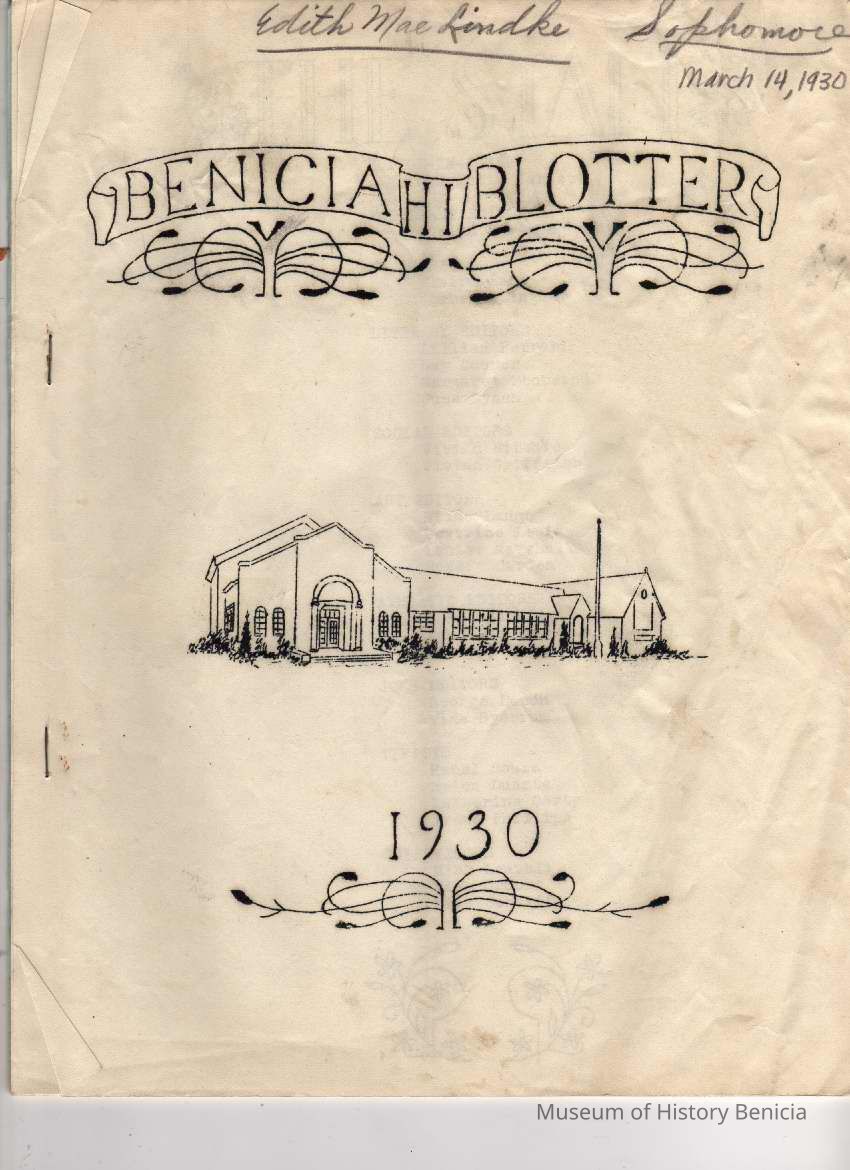 Edith Mae Lindke Sophomore
March 14, 1930
BENICIA HI BLOTTER
1930
Museum of History Benicia